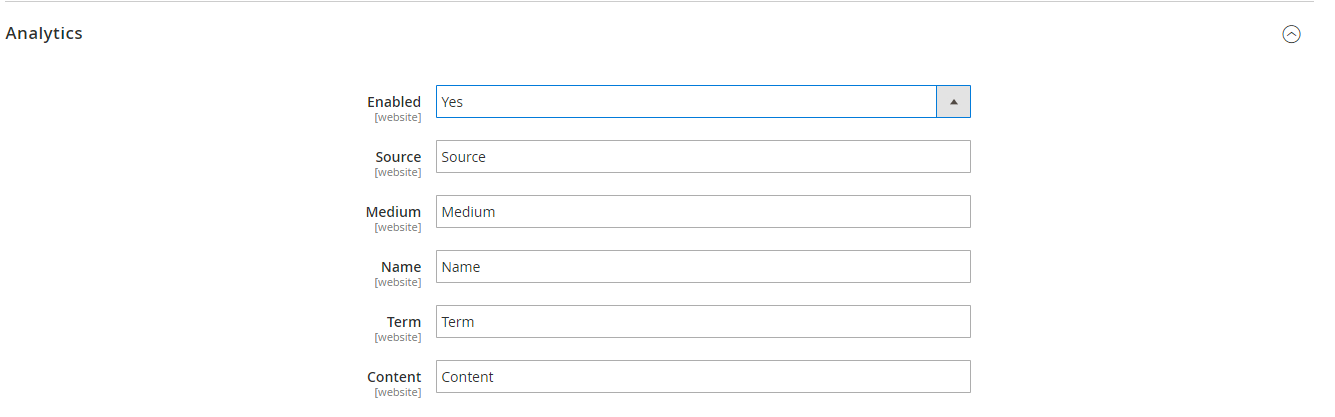 Analytics
Enabled Yes
[website]
Source Source
[website]
Medium Medium
[website]
Name Name
[website]
Term Term
[website]
Content Content
[website]